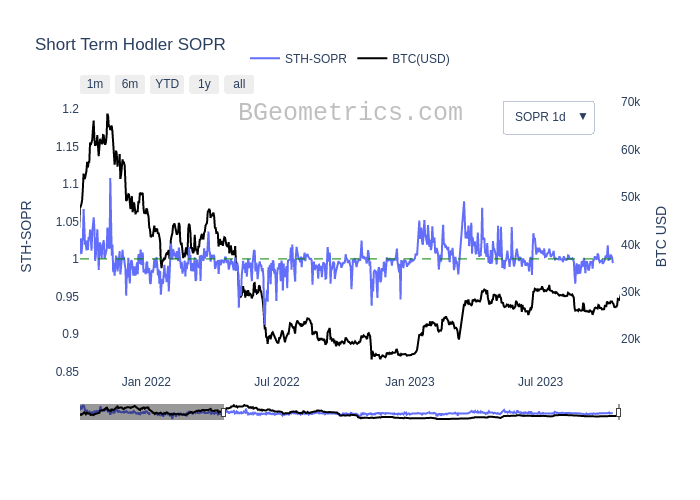 Short Term Hodler SOPR
STH-SOPR BTC(USD)
1m 6m YTD 1y all
BGeometrics.com
SOPR 1d ▼
1.2
1.15
1.1
1.05
1
0.95
0.9
0.85
STH-SOPR
70k
60k
50k
40k
30k
20k
BTC USD
Jan 2022 Jul 2022 Jan 2023 Jul 2023